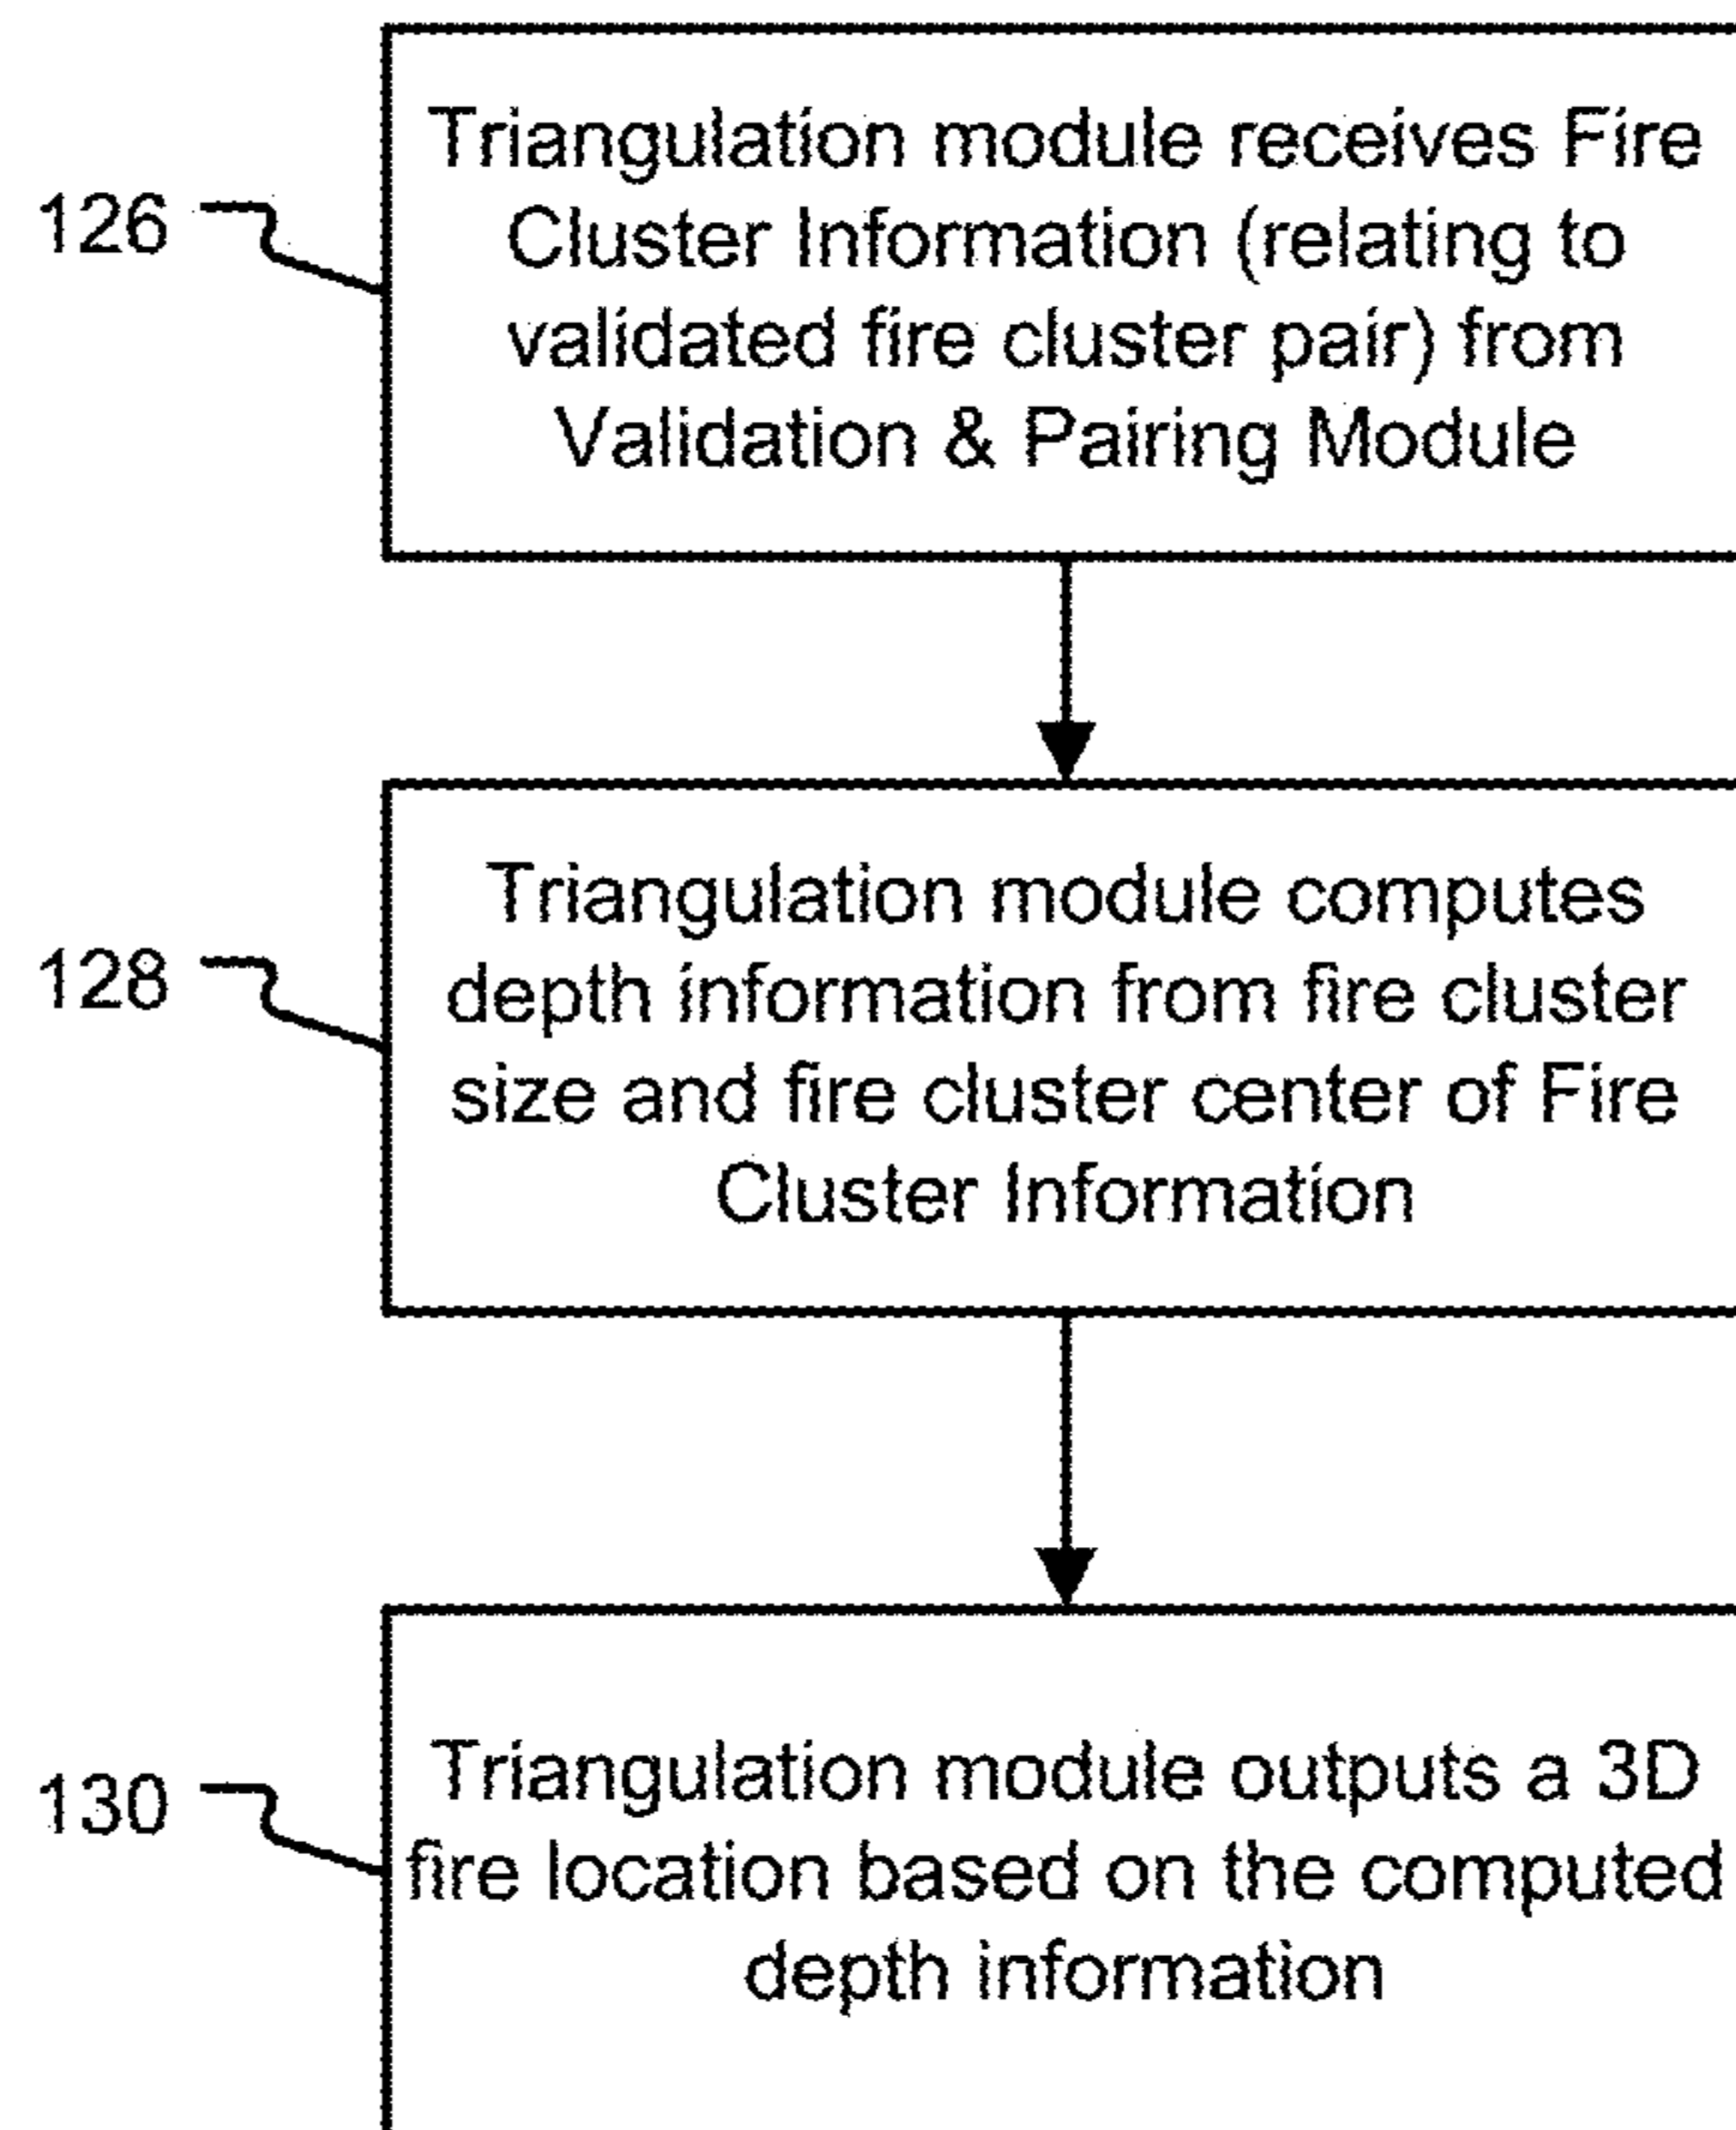 126
Triangulation module receives Fire
Cluster Information (relating to
validated fire cluster pair) from
Validation & Pairing Module
128
Triangulation module computes
depth information from fire cluster
size and fire cluster center of Fire
Cluster Information
130
Triangulation module outputs a 3D
fire location based on the computed
depth information